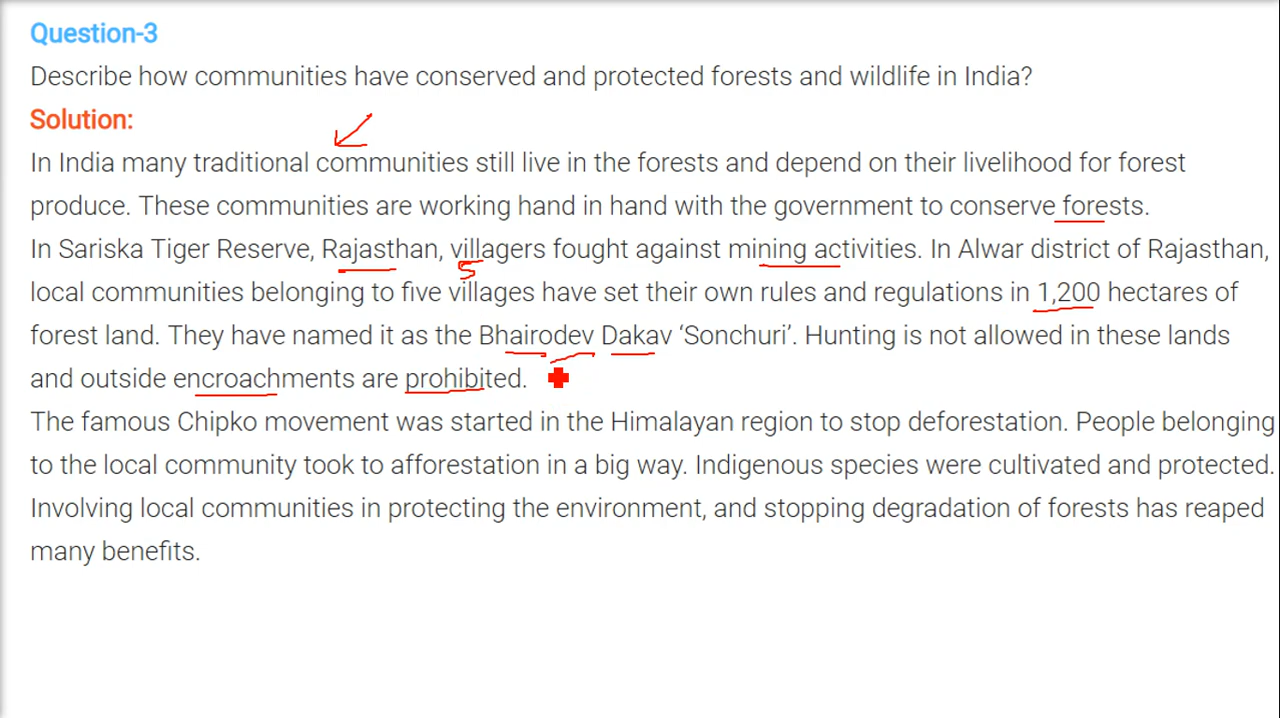 Question-3
Describe how communities have conserved and protected forests and wildlife in India?
Solution:
In India many traditional communities still live in the forests and depend on their livelihood for forest
produce. These communities are working hand in hand with the government to conserve forests.
In Sariska Tiger Reserve, Rajasthan, villagers fought against mining activities. In Alwar district of Rajasthan,
5
local communities belonging to five villages have set their own rules and regulations in 1,200 hectares of
forest land. They have named it as the Bhairodev Dakav ‘Sonchuri’. Hunting is not allowed in these lands
and outside encroachments are prohibited.
The famous Chipko movement was started in the Himalayan region to stop deforestation. People belonging
to the local community took to afforestation in a big way. Indigenous species were cultivated and protected.
Involving local communities in protecting the environment, and stopping degradation of forests has reaped
many benefits.